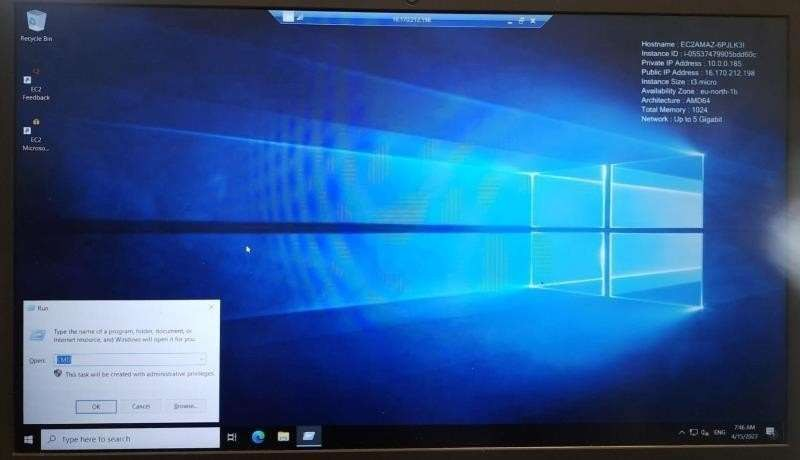 16.170.212.198
Recycle Bin
EC2
Feedback
EC2
Microso...
Hostname : EC2AMAZ-6PJLK3I
Instance ID : i-05537479905bdd60c
Private IP Address : 10.0.0.165
Public IP Address : 16.170.212.198
Instance Size : t3.micro
Availability Zone : eu-north-1b
Architecture : AMD64
Total Memory : 1024
Network : Up to 5 Gigabit
Run
Type the name of a program, folder, document, or
Internet resource, and Windows will open it for you.
Open:
CMD
This task will be created with administrative privileges.
OK Cancel Browse...
Type here to search
ENG
7:46 AM
4/15/2023